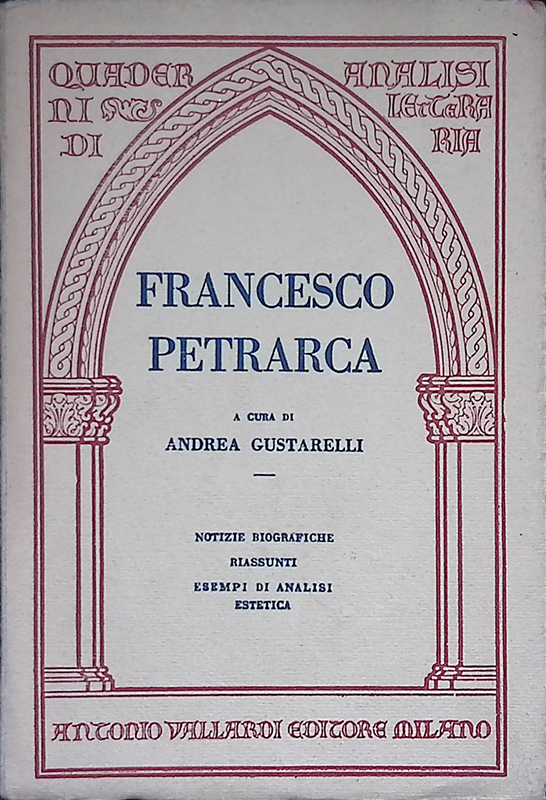 QUADER
NI
DI
ANALISI
LETTERA
RIA
FRANCESCO
PETRARCA
A CURA DI
ANDREA GUSTARELLI
NOTIZIE BIOGRAFICHE
RIASSUNTI
ESEMPI DI ANALISI
ESTETICA
ANTONIO VALLARDI EDITORE MILANO